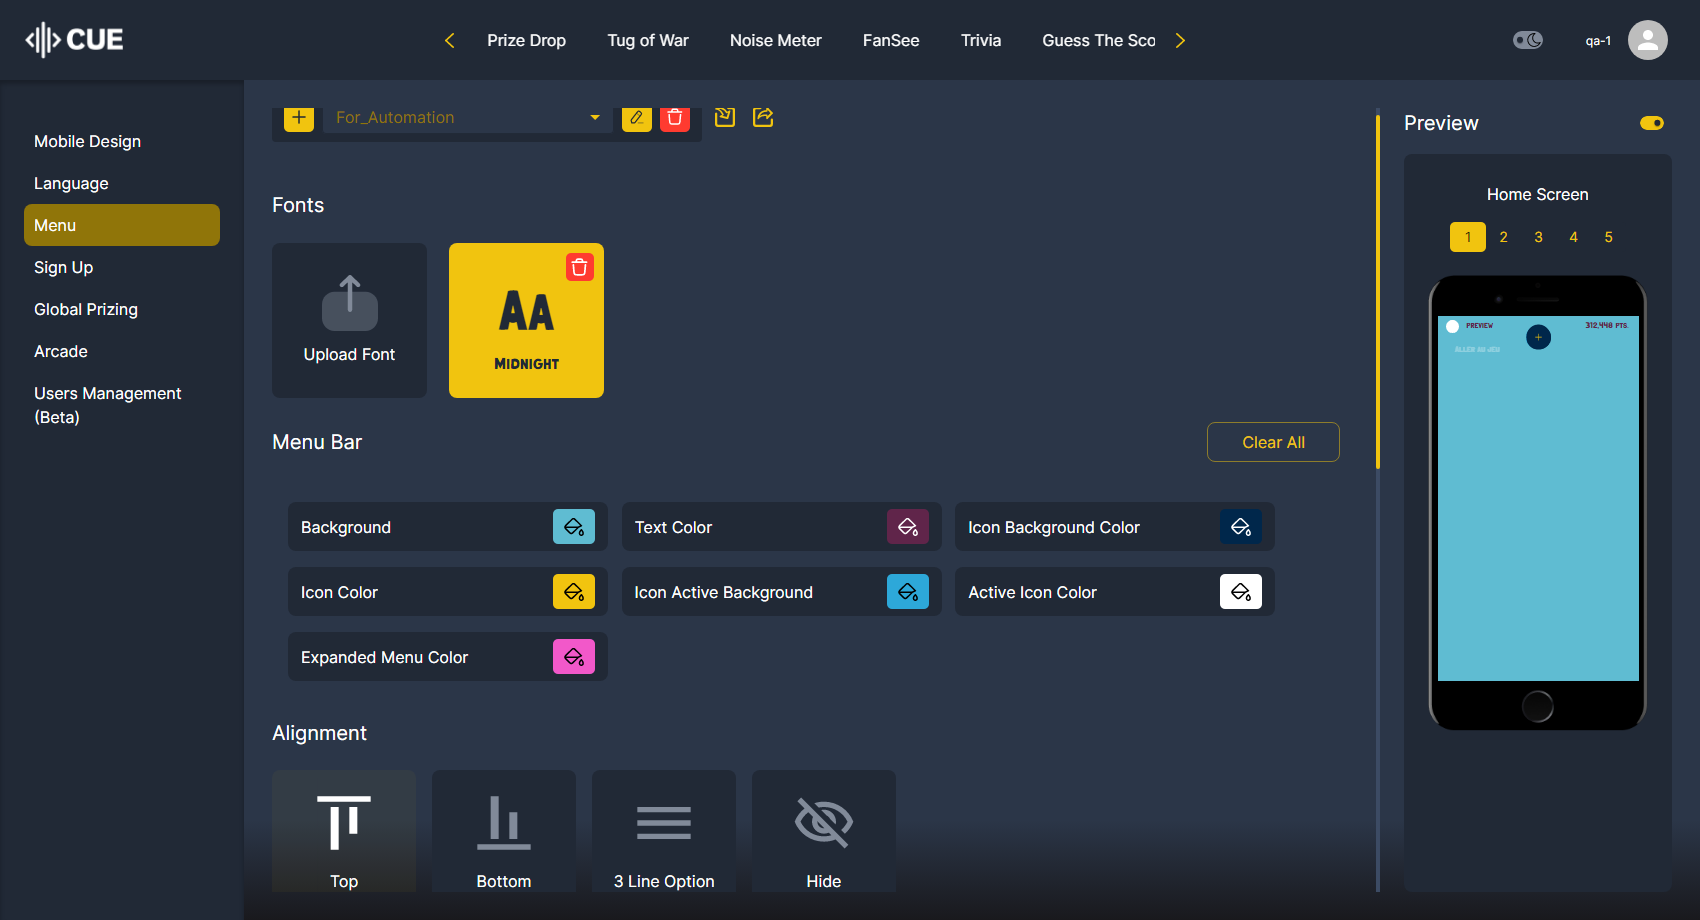 CUE
Prize Drop
Tug of War
Noise Meter
FanSee
Trivia
Guess The Sco
qa-1
Mobile Design
Language
Menu
Sign Up
Global Prizing
Arcade
Users Management
(Beta)
For_Automation
Fonts
Upload Font
AA
MIDNIGHT
Menu Bar
Clear All
Background
Text Color
Icon Background Color
Icon Color
Icon Active Background
Active Icon Color
Expanded Menu Color
Alignment
Top
Bottom
3 Line Option
Hide
Preview
Home Screen
1 2 3 4 5
PREVIEW
312,448 PTS.
ALLER AU JEU